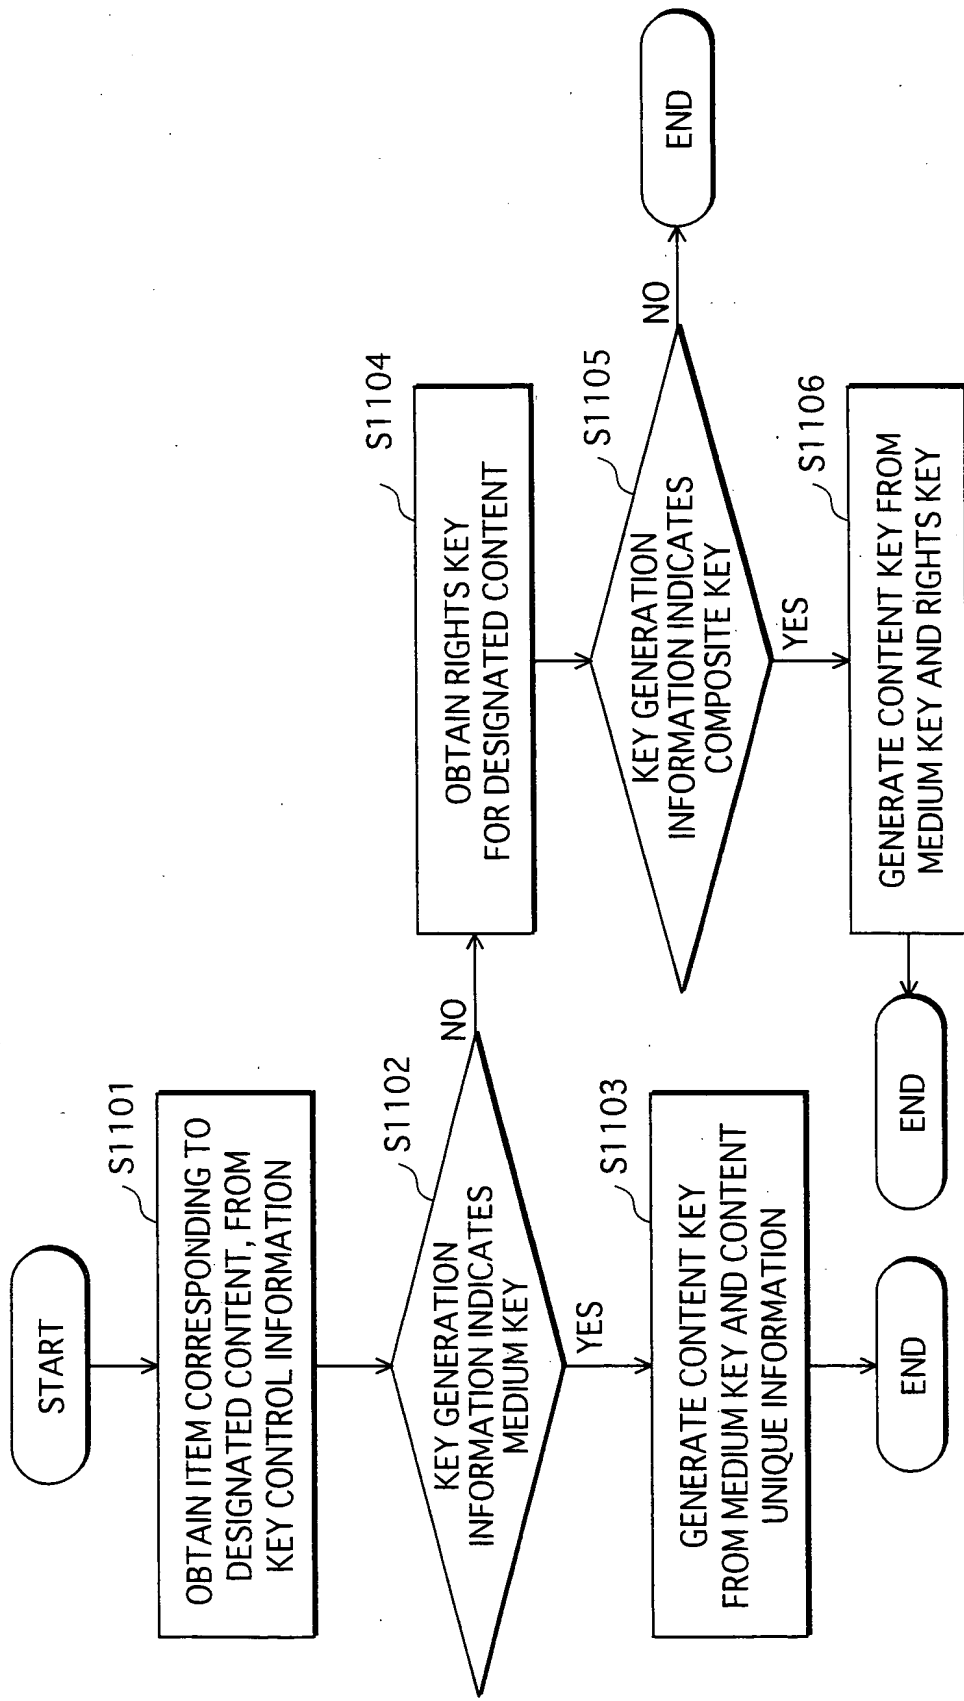 START
S1101
OBTAIN ITEM CORRESPONDING TO
DESIGNATED CONTENT, FROM
KEY CONTROL INFORMATION
S1102
KEY GENERATION
INFORMATION INDICATES
MEDIUM KEY
NO
YES
S1103
GENERATE CONTENT KEY
FROM MEDIUM KEY AND CONTENT
UNIQUE INFORMATION
END
S1104
OBTAIN RIGHTS KEY
FOR DESIGNATED CONTENT
S1105
KEY GENERATION
INFORMATION INDICATES
COMPOSITE KEY
NO
END
YES
S1106
GENERATE CONTENT KEY FROM
MEDIUM KEY AND RIGHTS KEY
END